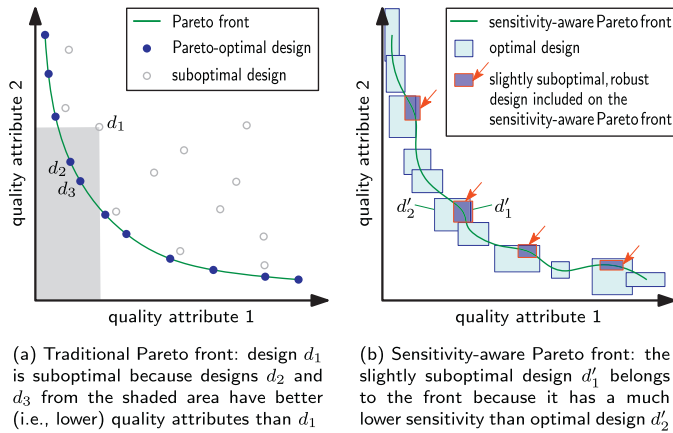 Pareto front
Pareto-optimal design
suboptimal design
d1
d2
d3
quality attribute 2
quality attribute 1
(a) Traditional Pareto front: design d1
is suboptimal because designs d2 and
d3 from the shaded area have better
(i.e., lower) quality attributes than d1
sensitivity-aware Pareto front
optimal design
slightly suboptimal, robust
design included on the
sensitivity-aware Pareto front
d′2
d′1
quality attribute 2
quality attribute 1
(b) Sensitivity-aware Pareto front: the
slightly suboptimal design d′1 belongs
to the front because it has a much
lower sensitivity than optimal design d′2